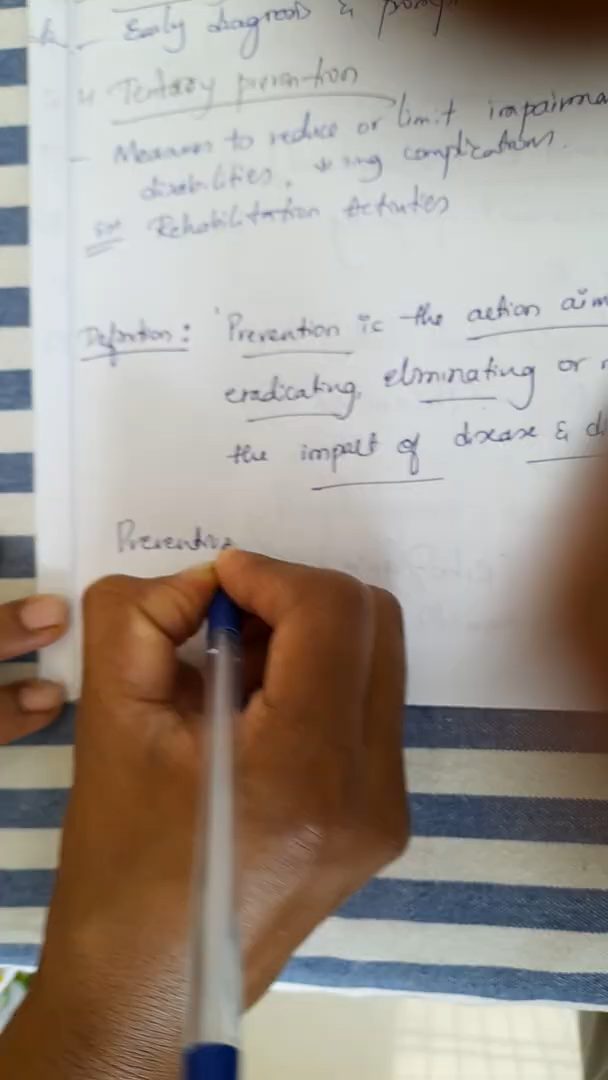 Early diagnosis &
Tertiary prevention
- Measures to reduce or limit
disabilities, complications.
Rehabilitation Activities
Definition: 'Prevention is the action aim
eradicating, eliminating or
the impact of disease &
Preventive